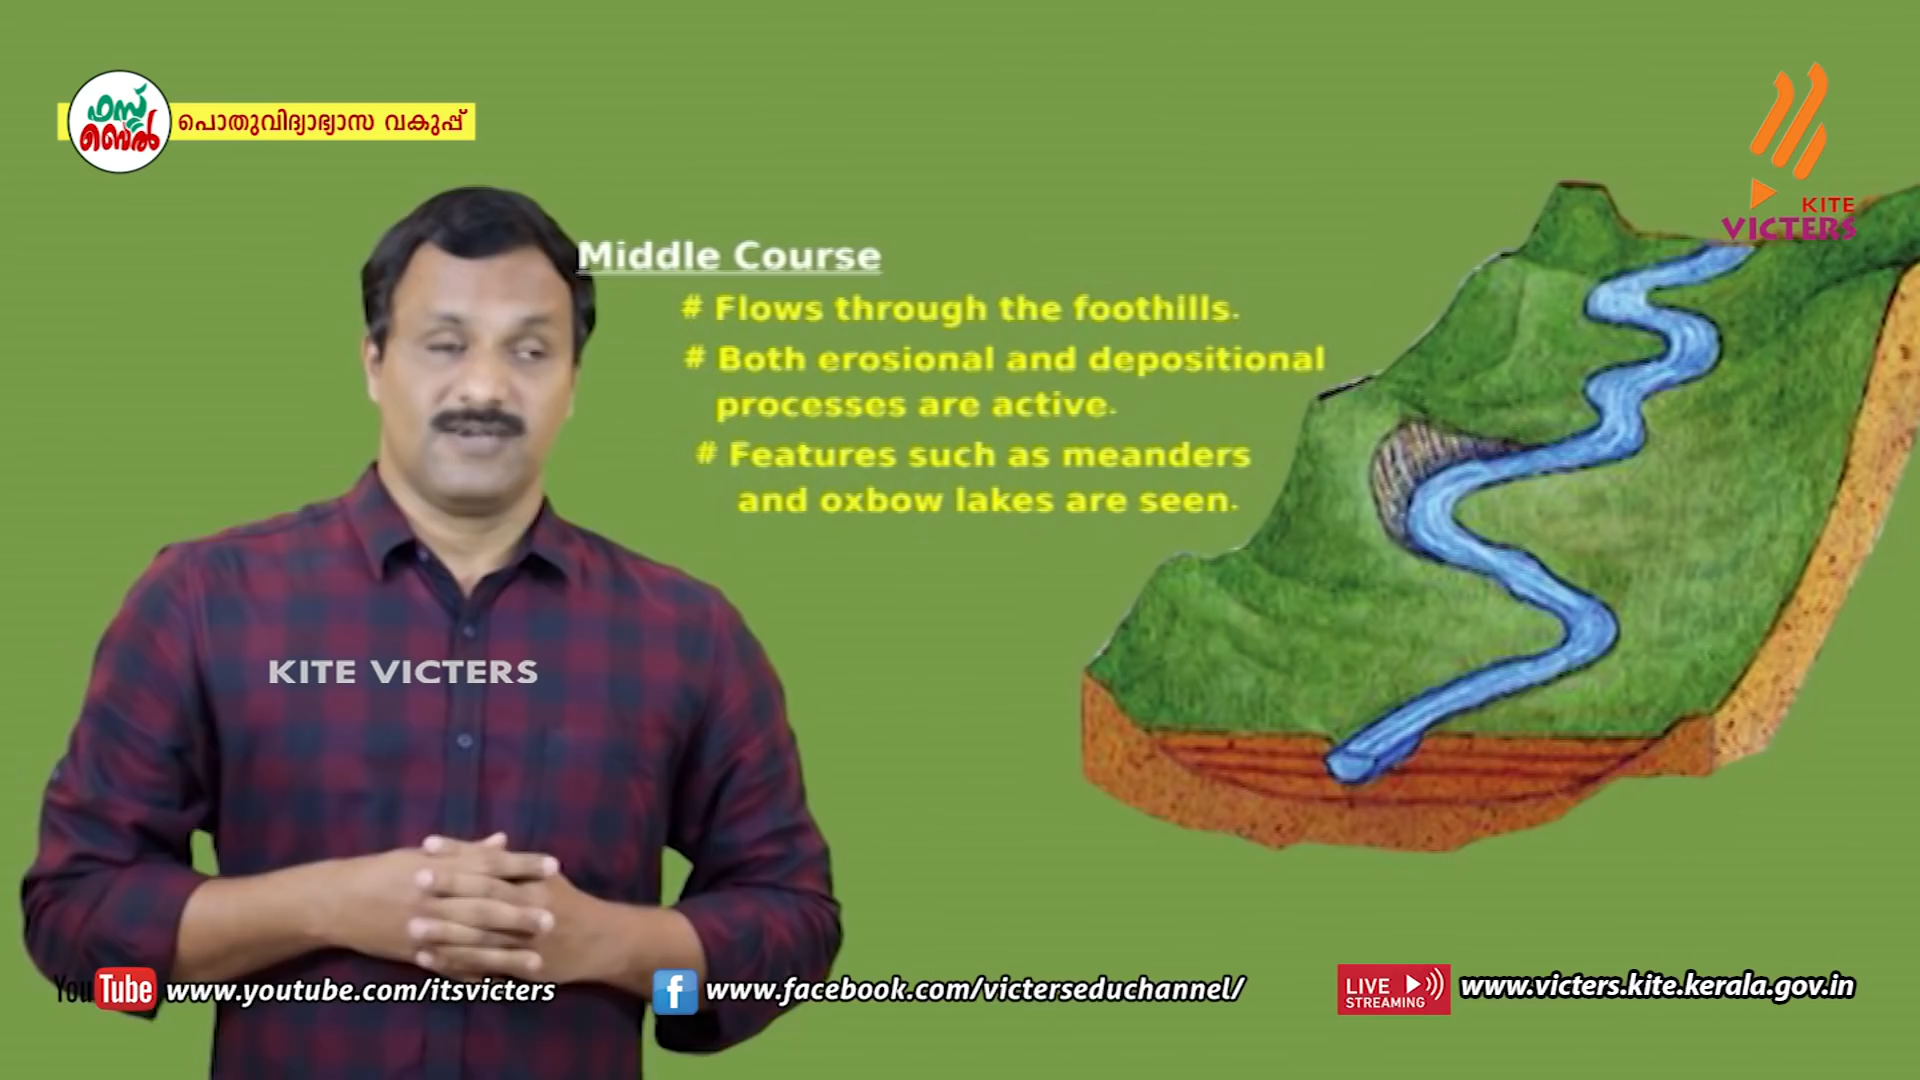 ഫസ്റ്റ്
ബെൽ
പൊതുവിദ്യാഭ്യാസ വകുപ്പ്
KITE
VICTERS
Middle Course
# Flows through the foothills.
# Both erosional and depositional
processes are active.
# Features such as meanders
and oxbow lakes are seen.
KITE VICTERS
YouTube www.youtube.com/itsvicters
f www.facebook.com/victerseduchannel/
LIVE
STREAMING
www.victers.kite.kerala.gov.in